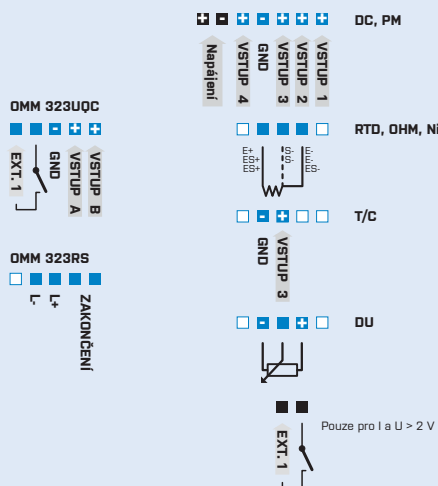 DC, PM
Napájení
VSTUP 4
GND
VSTUP 3
VSTUP 2
VSTUP 1
OMM 323UQC
EXT. 1
GND
VSTUP A
VSTUP B
RTD, OHM, Ni
E+
ES+
ES+
S-
S-
E-
E-
ES-
T/C
GND
VSTUP 3
OMM 323RS
L-
L+
ZAKONČENÍ
DU
Pouze pro I a U > 2 V
EXT. 1